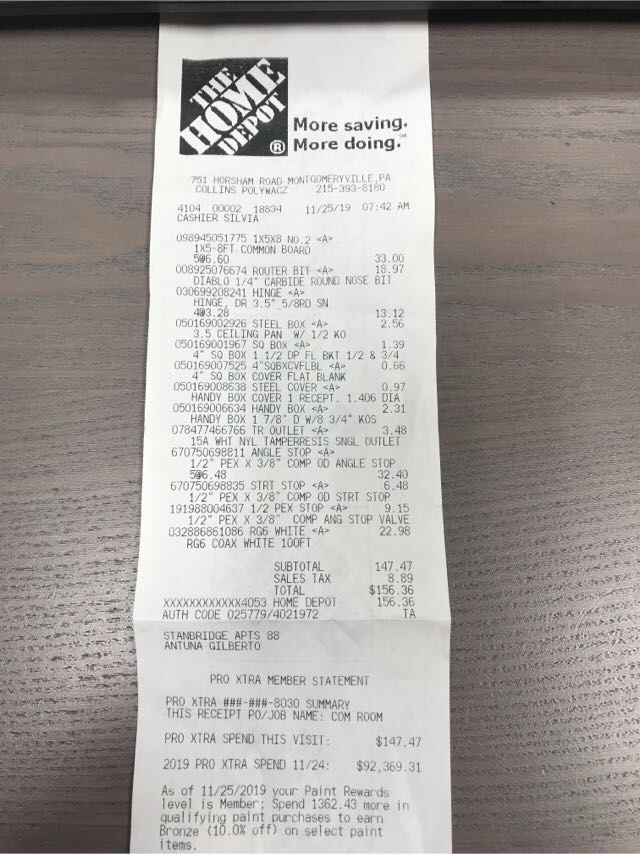 THE
HOME
DEPOT
®
More saving.
More doing.™
751 HORSHAM ROAD MONTGOMERYVILLE,PA
COLLINS POLYWACZ 215-393-8180
4104 00002 18834 11/25/19 07:42 AM
CASHIER SILVIA
098945051775 1X5X8 NO.2 <A>
1X5-8FT COMMON BOARD
5@6.60 33.00
008925076674 ROUTER BIT <A> 18.97
DIABLO 1/4" CARBIDE ROUND NOSE BIT
030699208241 HINGE <A>
HINGE, DR 3.5"_5/8RD SN
4@3.28 13.12
050169002926 STEEL BOX <A> 2.56
3.5 CEILING PAN W/ 1/2 KO
050169001967 SQ BOX <A> 1.39
4" SQ BOX 1 1/2 DP FL BKT 1/2 & 3/4
050169007525 4"SQBXCVFLBL <A> 0.66
4" SQ BOX COVER FLAT BLANK
050169008638 STEEL COVER <A> 0.97
HANDY BOX COVER 1 RECEPT. 1.406 DIA
050169006634 HANDY BOX <A> 2.31
HANDY BOX 1 7/8" D W/8 3/4" KOS
078477466766 TR OUTLET <A> 3.48
15A WHT NYL TAMPERRESIS SNGL OUTLET
670750698811 ANGLE STOP <A>
1/2" PEX X 3/8" COMP OD ANGLE STOP
5@6.48 32.40
670750698835 STRT STOP <A> 6.48
1/2" PEX X 3/8" COMP OD STRT STOP
191988004637 1/2 PEX STOP <A> 9.15
1/2" PEX X 3/8" COMP ANG STOP VALVE
032886861086 RG6 WHITE <A> 22.98
RG6 COAX WHITE 100FT
SUBTOTAL 147.47
SALES TAX 8.89
TOTAL $156.36
XXXXXXXXXXXX4053 HOME DEPOT 156.36
AUTH CODE 025779/4021972 TA
STANBRIDGE APTS 88
ANTUNA GILBERTO
PRO XTRA MEMBER STATEMENT
PRO XTRA ###-###-8030 SUMMARY
THIS RECEIPT PO/JOB NAME: COM ROOM
PRO XTRA SPEND THIS VISIT: $147.47
2019 PRO XTRA SPEND 11/24: $92,369.31
As of 11/25/2019 your Paint Rewards
level is Member; Spend 1362.43 more in
qualifying paint purchases to earn
Bronze (10.0% off) on select paint
items.